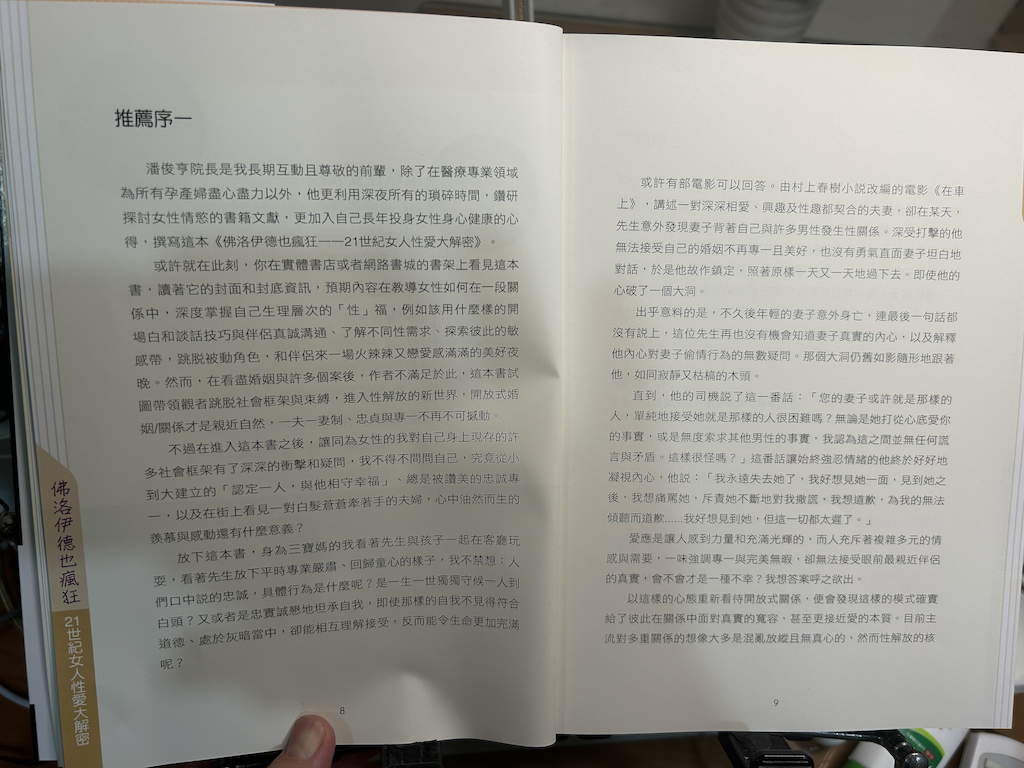 推薦序一
潘俊亨院長是我長期互動且尊敬的前輩，除了在醫療專業領域
為所有孕產婦盡心盡力以外，他更利用深夜所有的瑣碎時間，鑽研
探討女性情慾的書籍文獻，更加入自己長年投身女性身心健康的心
得，撰寫這本《佛洛伊德也瘋狂——21世紀女人性愛大解密》。
或許就在此刻，你在實體書店或者網路書城的書架上看見這本
書，讀著它的封面和封底資訊，預期內容在教導女性如何在一段關
係中，深度掌握自己生理層次的「性」福，例如該用什麼樣的開
場白和談話技巧與伴侶真誠溝通、了解不同性需求、探索彼此的敏
感帶，跳脱被動角色，和伴侶來一場火辣辣又戀愛感滿滿的美好夜
晚。然而，在看盡婚姻與許多個案後，作者不滿足於此，這本書試
圖帶領觀者跳脱社會框架與束縛，進入性解放的新世界，開放式婚
姻/關係才是親近自然，一夫一妻制、忠貞與專一不再不可撼動。
不過在進入這本書之後，讓同為女性的我對自己身上現存的許
多社會框架有了深深的衝擊和疑問，我不得不問問自己，究竟從小
到大建立的「認定一人，與他相守幸福」、總是被讚美的忠誠專
一，以及在街上看見一對白髮蒼蒼牽著手的夫婦，心中油然而生的
羨慕與感動還有什麼意義？
放下這本書，身為三寶媽的我看著先生與孩子一起在客廳玩
耍，看著先生放下平時專業嚴肅、回歸童心的樣子，我不禁想：人
們口中説的忠誠，具體行為是什麼呢？是一生一世獨獨守候一人到
白頭？又或者是忠實誠懇地坦承自我，即使那樣的自我不見得符合
道德、處於灰暗當中，卻能相互理解接受，反而能令生命更加完滿
呢？
8
佛洛伊德也瘋狂
21世紀女人性愛大解密
或許有部電影可以回答。由村上春樹小説改編的電影《在車
上》，講述一對深深相愛、興趣及性趣都契合的夫妻，卻在某天，
先生意外發現妻子背著自己與許多男性發生性關係。深受打擊的他
無法接受自己的婚姻不再專一且美好，也沒有勇氣直面妻子坦白地
對話，於是他故作鎮定，照著原樣一天又一天地過下去。即使他的
心破了一個大洞。
出乎意料的是，不久後年輕的妻子意外身亡，連最後一句話都
沒有説上，這位先生再也沒有機會知道妻子真實的內心，以及解釋
他內心對妻子偷情行為的無數疑問。那個大洞仍舊如影隨形地跟著
他，如同寂靜又枯槁的木頭。
直到，他的司機説了這一番話：「您的妻子或許就是那樣的
人，單純地接受她就是那樣的人很困難嗎？無論是她打從心底愛你
的事實，或是無度索求其他男性的事實，我認為這之間並無任何謊
言與矛盾。這樣很怪嗎？」這番話讓始終強忍情緒的他終於好好地
凝視內心，他説：「我永遠失去她了，我好想見她一面，見到她之
後，我想痛罵她，斥責她不斷地對我撒謊，我想道歉，為我的無法
傾聽而道歉……我好想見到她，但這一切都太遲了。」
愛應是讓人感到力量和充滿光輝的，而人充斥著複雜多元的情
感與需要，一味強調專一與完美無暇，卻無法接受眼前最親近伴侶
的真實，會不會才是一種不幸？我想答案呼之欲出。
以這樣的心態重新看待開放式關係，便會發現這樣的模式確實
給了彼此在關係中面對真實的寬容，甚至更接近愛的本質。目前主
流對多重關係的想像大多是混亂放縱且無真心的，然而性解放的核
9